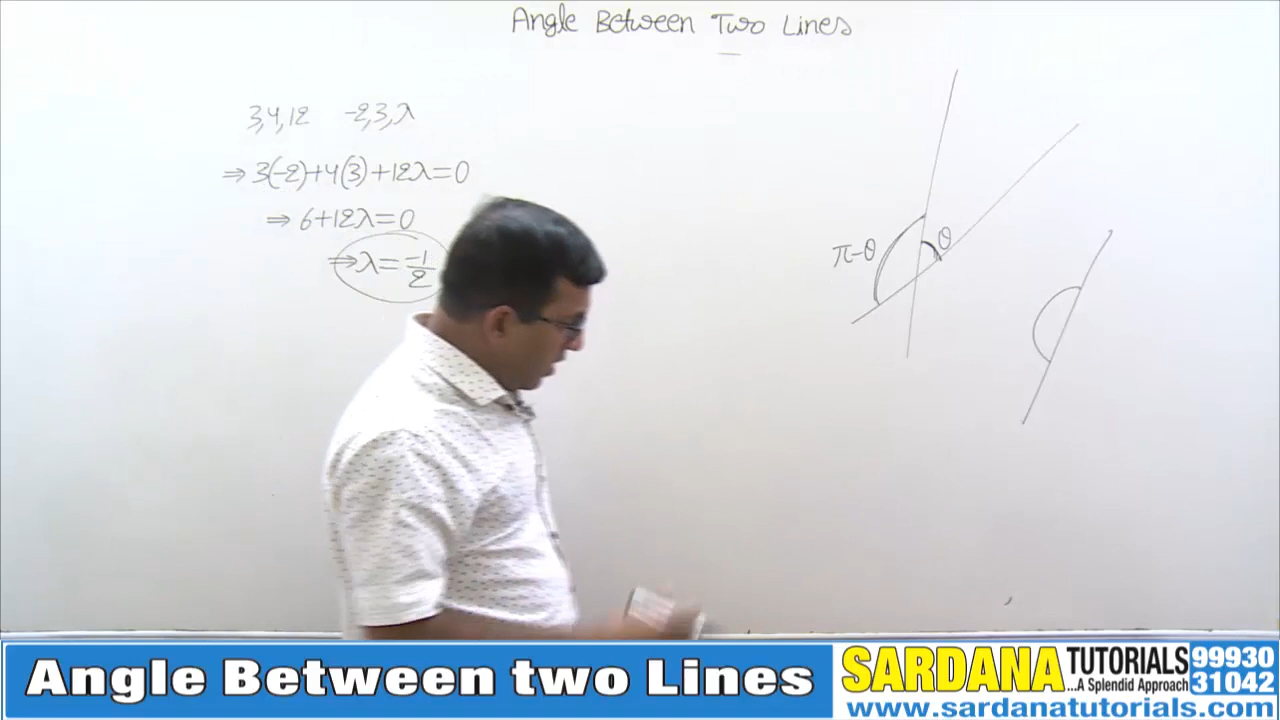 Angle Between Two Lines
3,4,12 -2,3,λ
⇒ 3(-2)+4(3)+12λ=0
⇒ 6+12λ=0
⇒λ=-1/2
π-θ
θ
Angle Between two Lines
SARDANA TUTORIALS 99930
...A Splendid Approach 31042
www.sardanatutorials.com